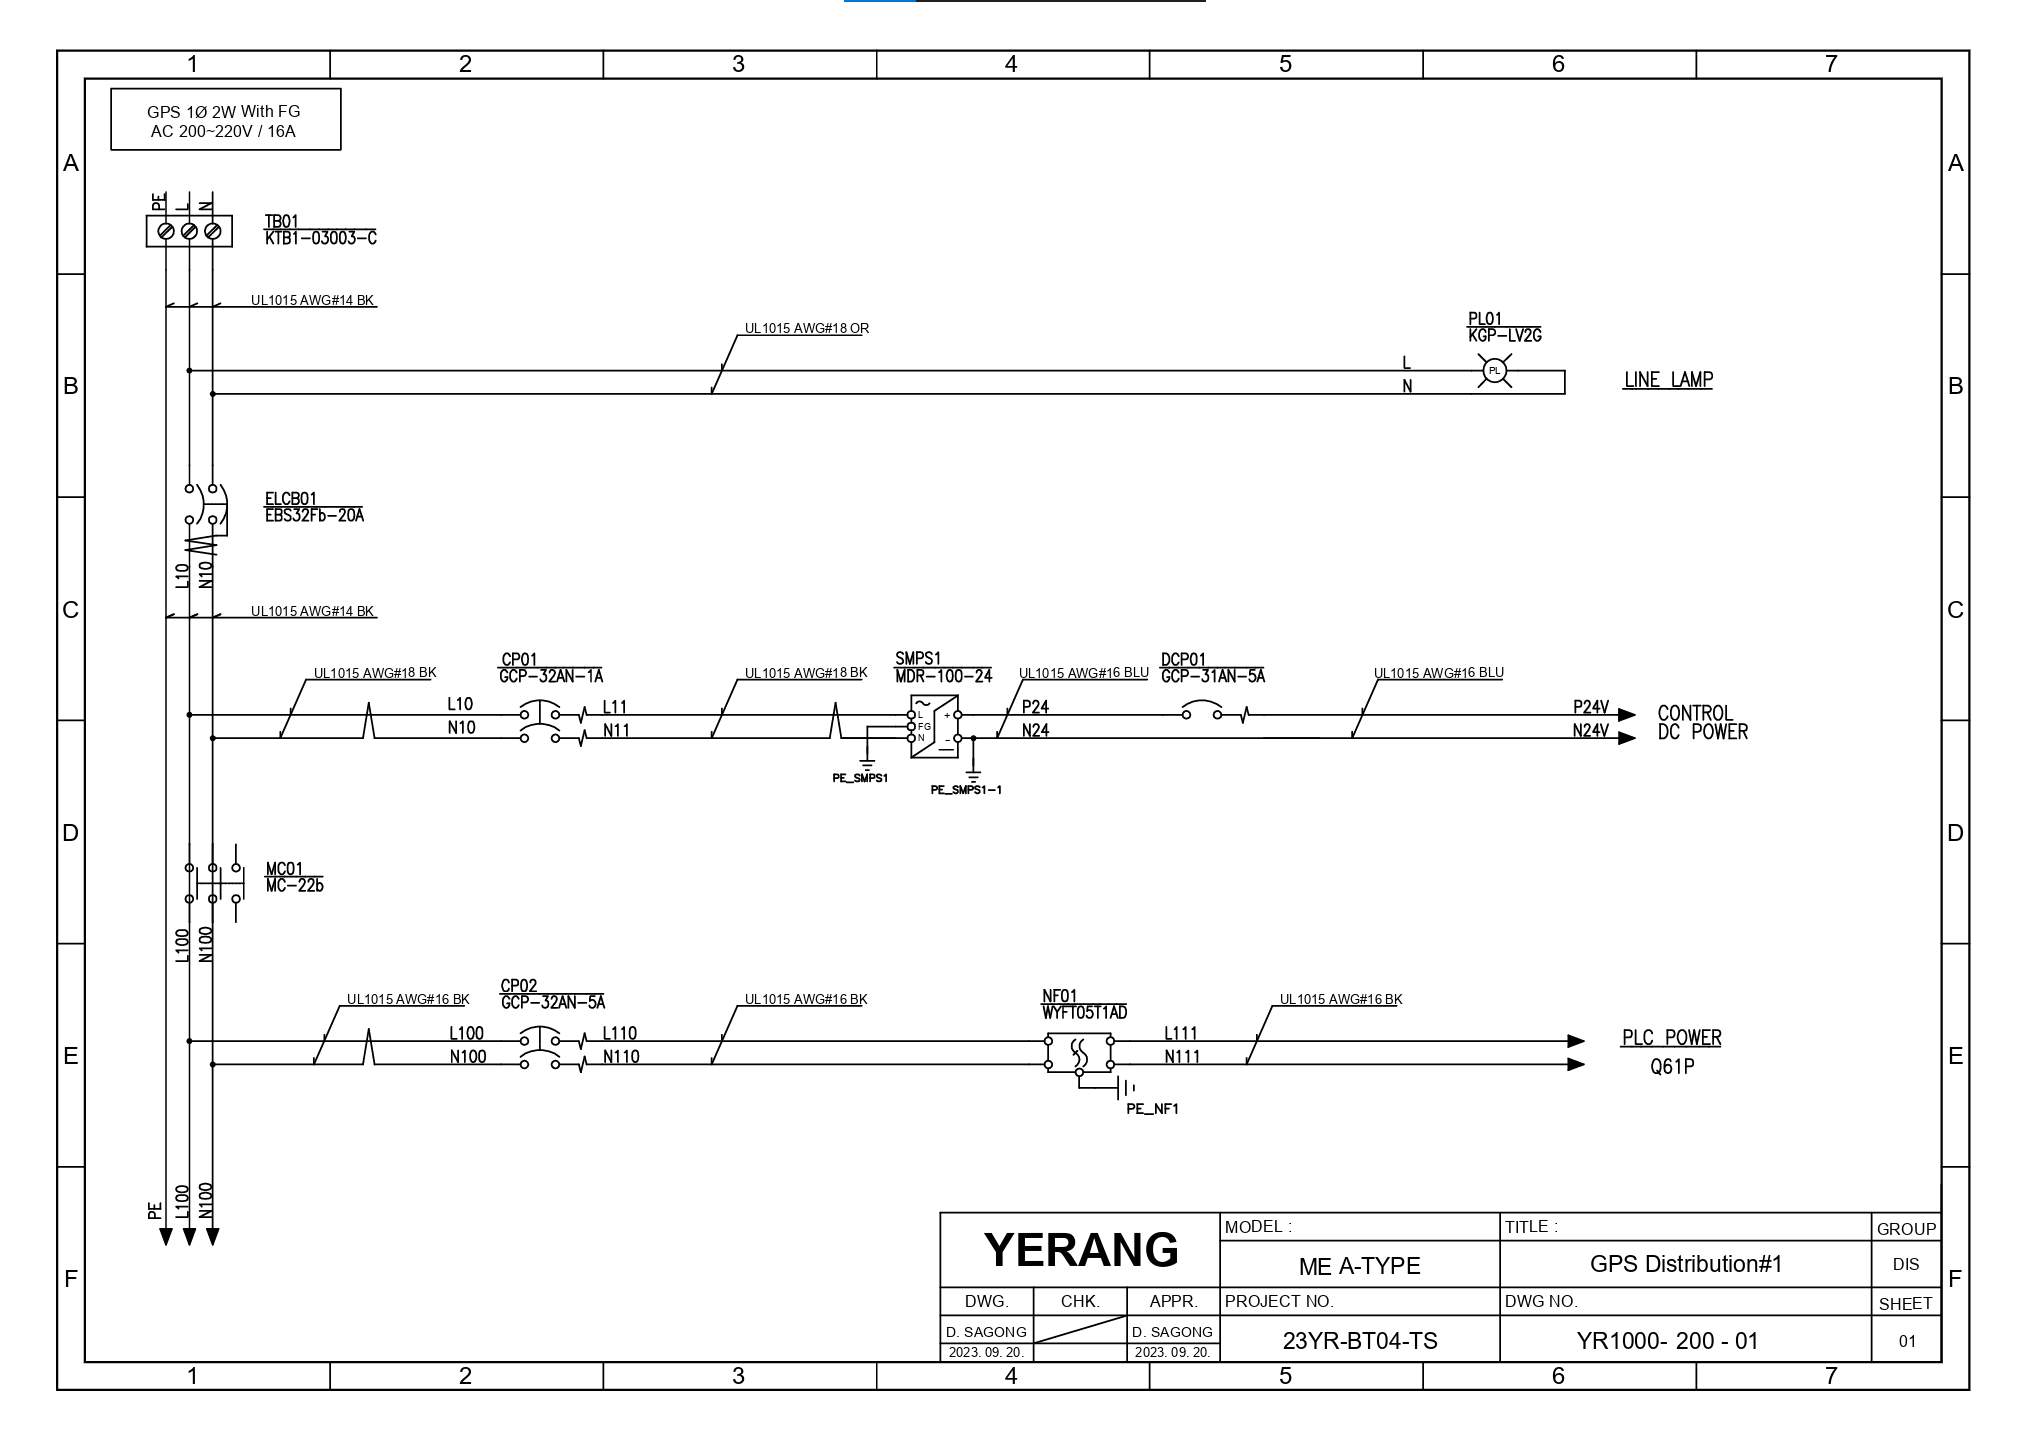 1 2 3 4 5 6 7
GPS 1Ø 2W With FG
AC 200~220V / 16A
A A
PE L N
TB01
KTB1-03003-C
UL1015 AWG#14 BK
UL1015 AWG#18 OR
PL01
KGP-LV2G
L
PL
N
LINE LAMP
B B
ELCB01
EBS32Fb-20A
L10 N10
UL1015 AWG#14 BK
C C
UL1015 AWG#18 BK
CP01
GCP-32AN-1A
UL1015 AWG#18 BK
SMPS1
MDR-100-24
UL1015 AWG#16 BLU
DCP01
GCP-31AN-5A
UL1015 AWG#16 BLU
L10 L11 L + P24 P24V
FG
N10 N11 N - N24 N24V
CONTROL
DC POWER
PE_SMPS1
PE_SMPS1-1
D D
MC01
MC-22b
L100 N100
UL1015 AWG#16 BK
CP02
GCP-32AN-5A
UL1015 AWG#16 BK
NF01
WYFT05T1AD
UL1015 AWG#16 BK
L100 L110 L111
N100 N110 N111
PLC POWER
Q61P
E E
PE_NF1
PE L100 N100
F F
YERANG
MODEL :
ME A-TYPE
TITLE :
GPS Distribution#1
GROUP
DIS
DWG. CHK. APPR.
PROJECT NO.
DWG NO.
SHEET
D. SAGONG D. SAGONG
2023. 09. 20. 2023. 09. 20.
23YR-BT04-TS
YR1000- 200 - 01
01
1 2 3 4 5 6 7